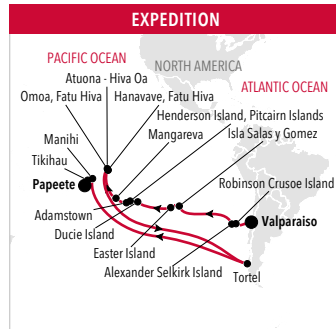 EXPEDITION
PACIFIC OCEAN
NORTH AMERICA
Atuona - Hiva Oa
ATLANTIC OCEAN
Omoa, Fatu Hiva
Hanavave, Fatu Hiva
Henderson Island, Pitcairn Islands
Manihi
Mangareva
Isla Salas y Gomez
Tikihau
Robinson Crusoe Island
Papeete
Adamstown
Valparaiso
Ducie Island
Easter Island
Alexander Selkirk Island
Tortel